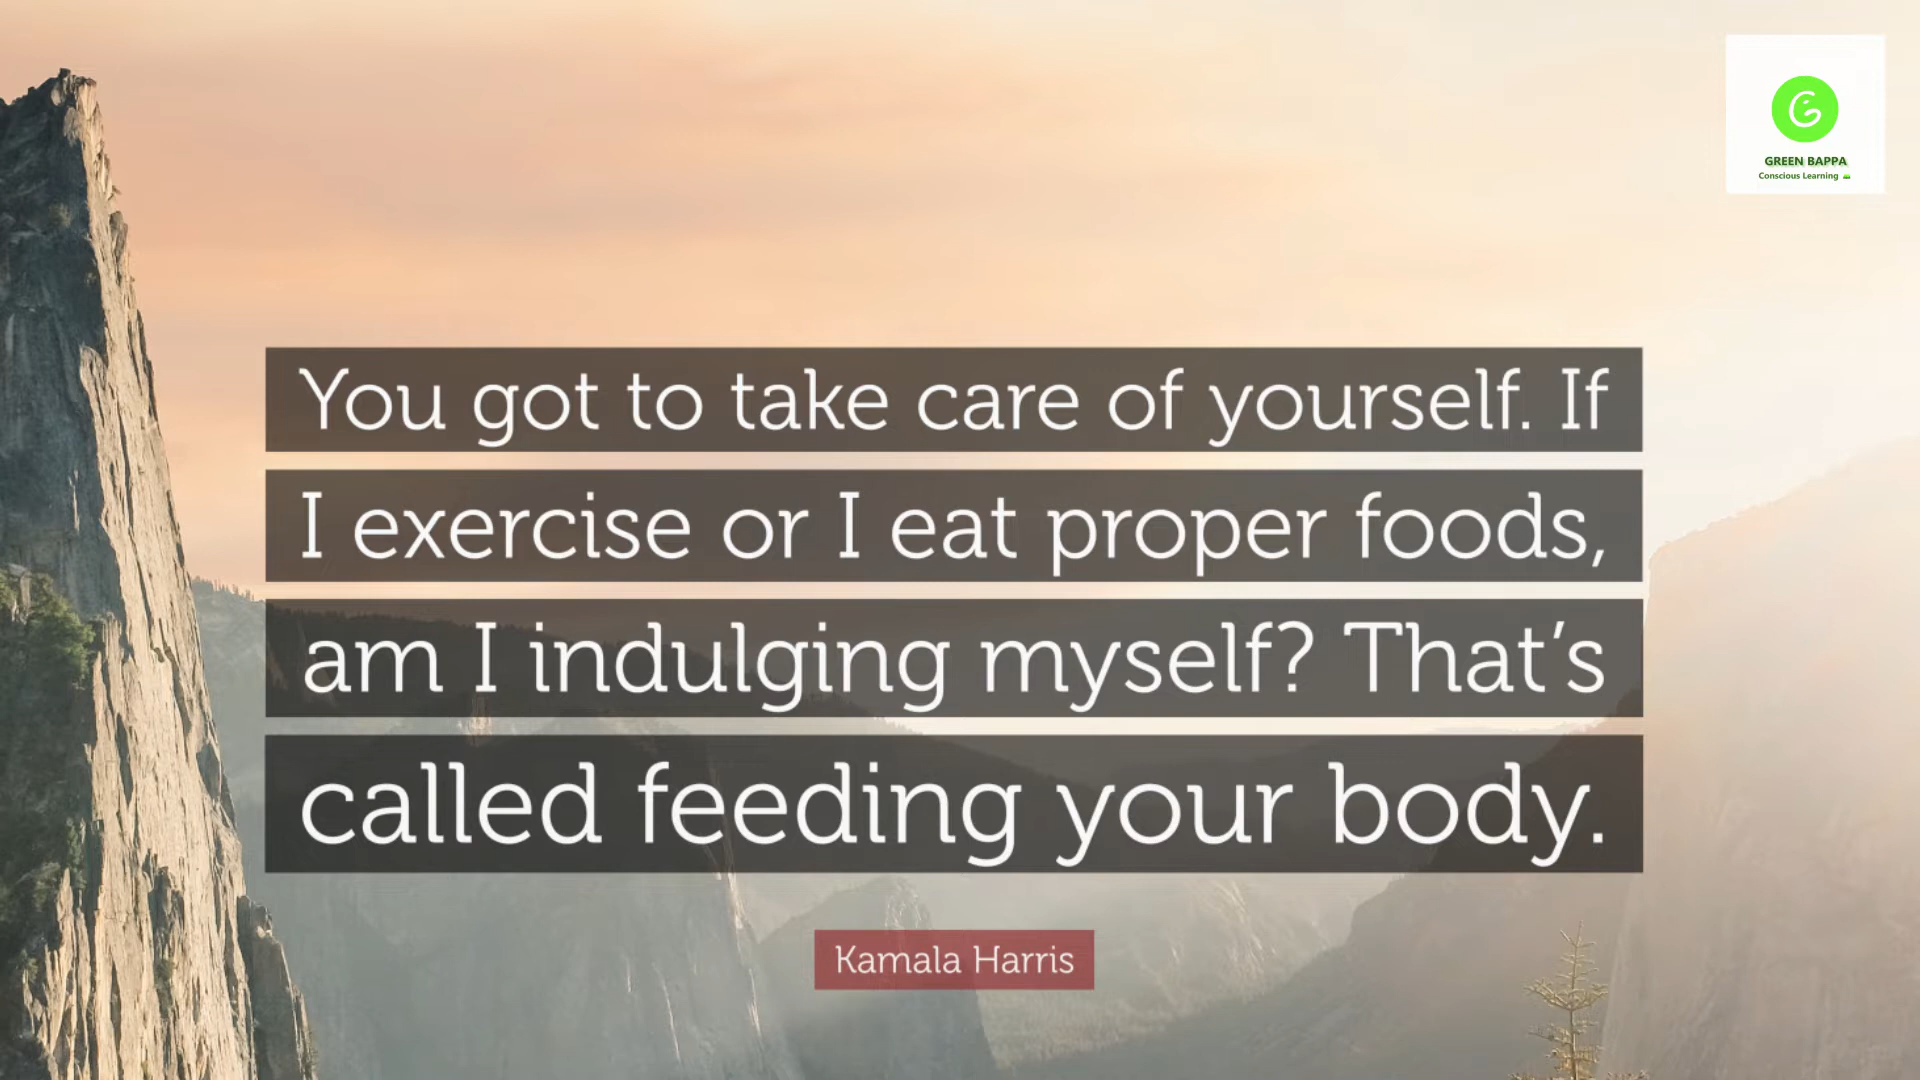 GREEN BAPPA
Conscious Learning
You got to take care of yourself. If
I exercise or I eat proper foods,
am I indulging myself? That’s
called feeding your body.
Kamala Harris